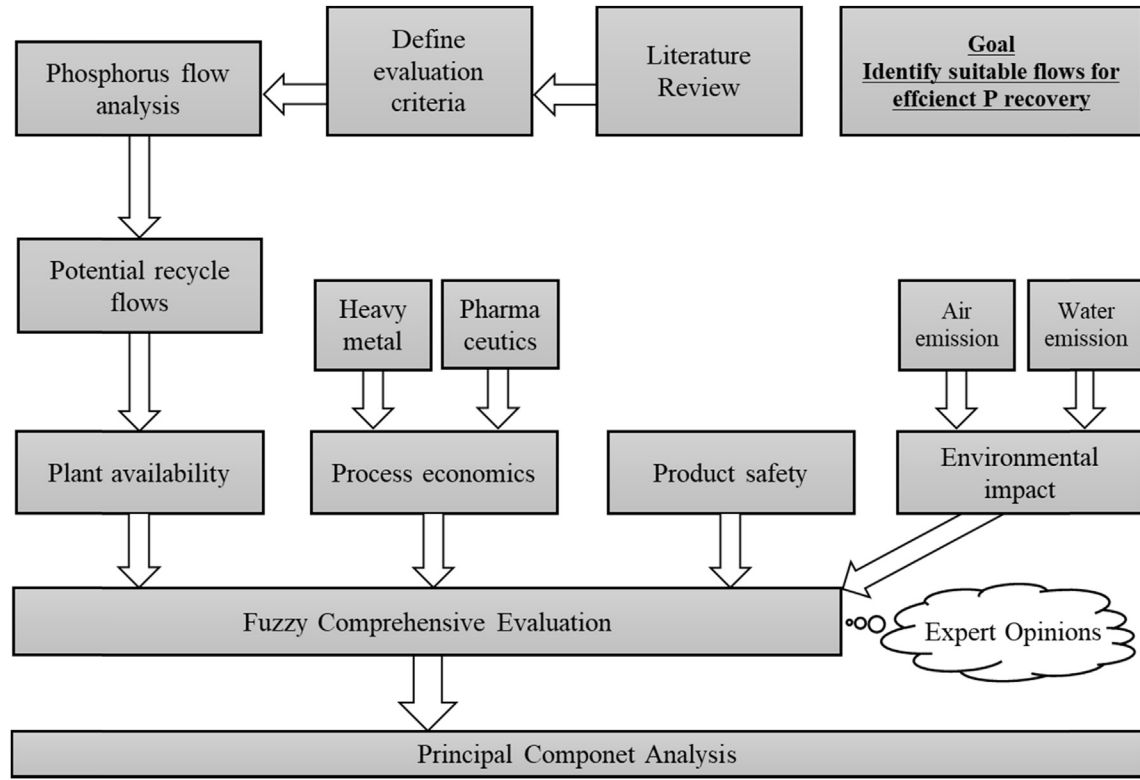 Phosphorus flow
analysis
Define
evaluation
criteria
Literature
Review
Goal
Identify suitable flows for
effcienct P recovery
Potential recycle
flows
Heavy
metal
Pharma
ceutics
Air
emission
Water
emission
Plant availability
Process economics
Product safety
Environmental
impact
Fuzzy Comprehensive Evaluation
Expert Opinions
Principal Componet Analysis